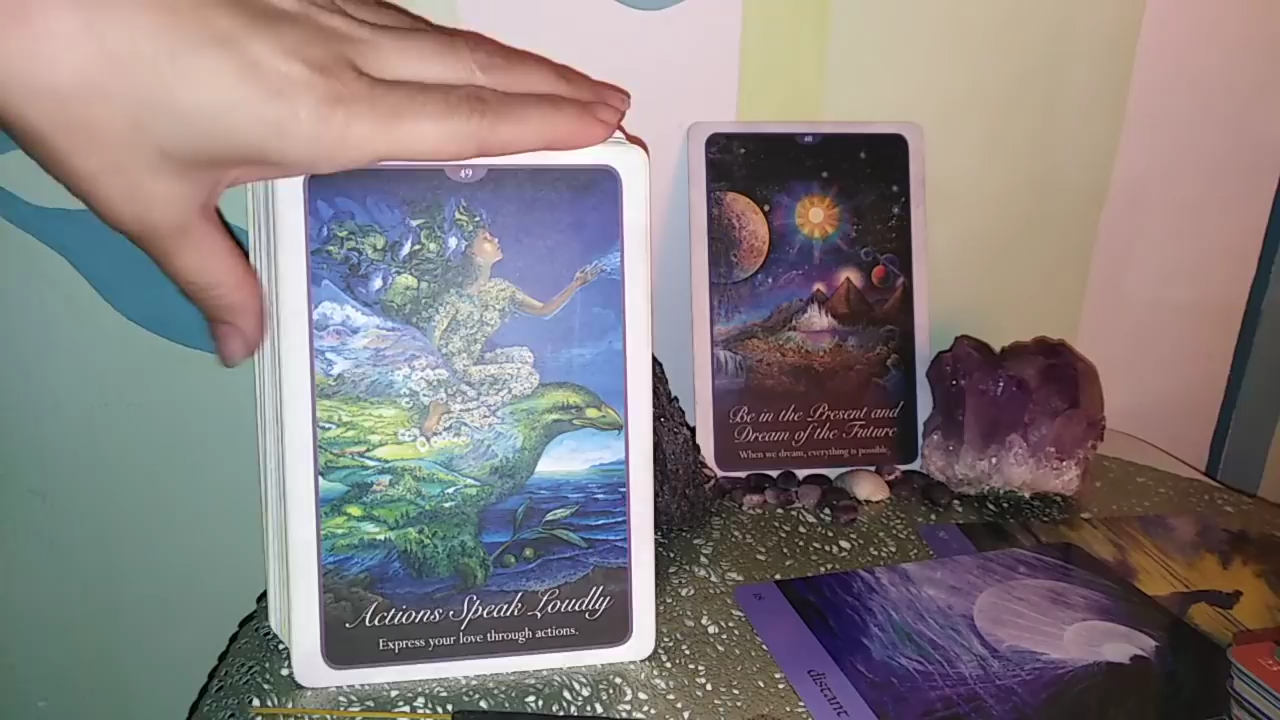 49
Actions Speak Loudly
Express your love through actions.
48
Be in the Present and
Dream of the Future
When we dream, everything is possible.
distant